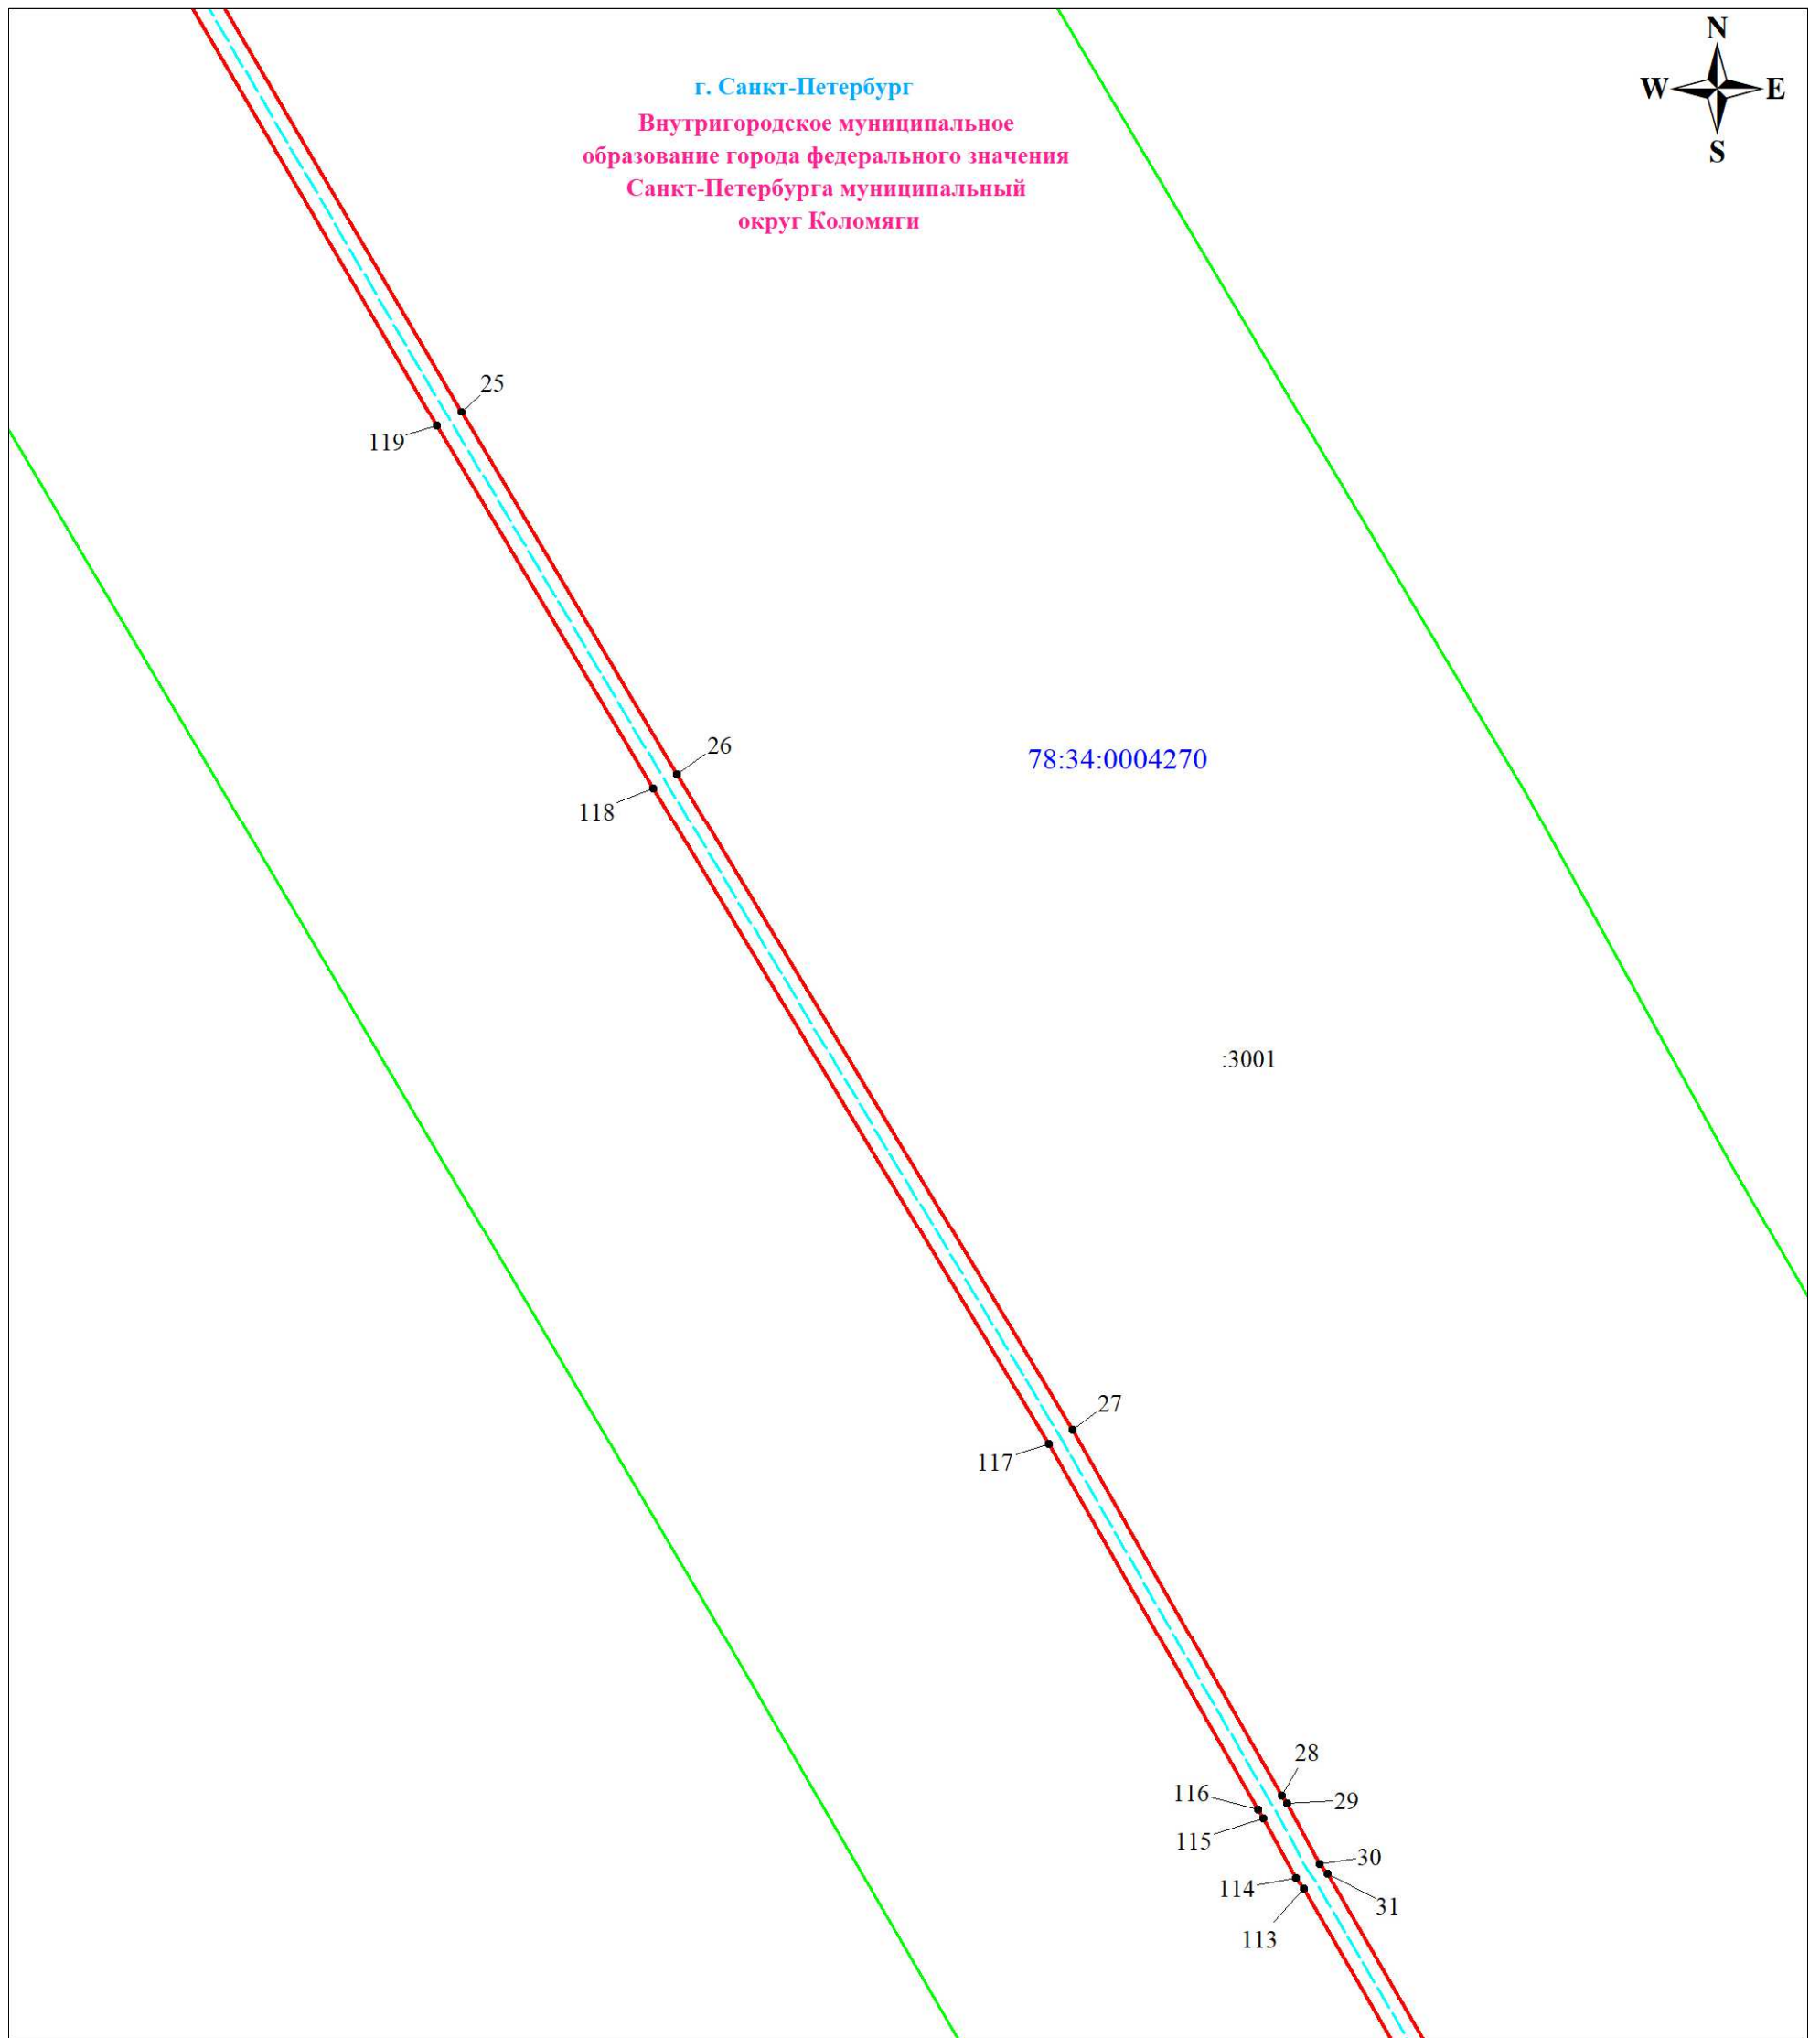 N
W E
S
г. Санкт-Петербург
Внутригородское муниципальное
образование города федерального значения
Санкт-Петербурга муниципальный
округ Коломяги
25
119
26
118
78:34:0004270
:3001
27
117
28
116
29
115
30
114
31
113